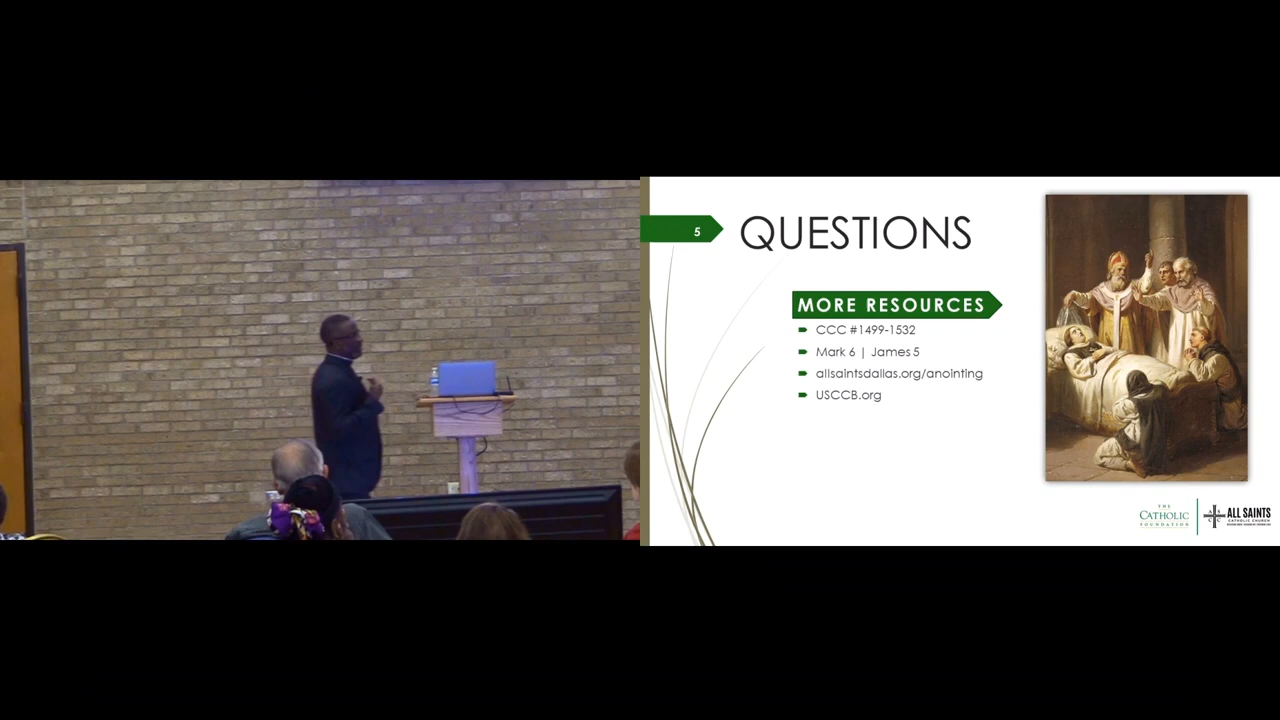 5
QUESTIONS
MORE RESOURCES
CCC #1499-1532
Mark 6 | James 5
allsaintsdallas.org/anointing
USCCB.org
THE
CATHOLIC
FOUNDATION
ALL SAINTS
CATHOLIC CHURCH